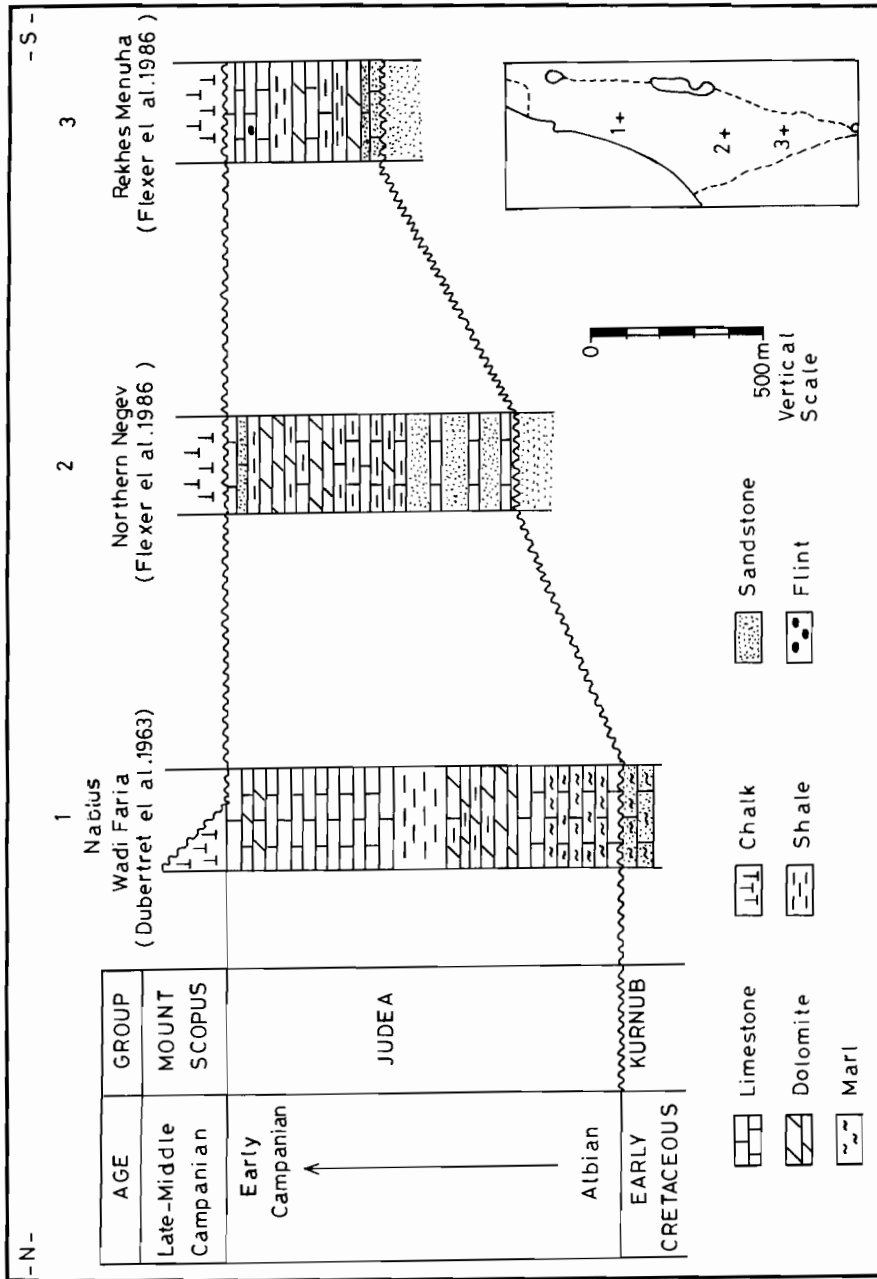 -N-
-S-
1
Nablus
Wadi Faria
(Dubertret et al.1963)
2
Northern Negev
(Flexer et al.1986)
3
Rekhes Menuha
(Flexer et al.1986)
AGE
GROUP
Late-Middle
Campanian
MOUNT
SCOPUS
Early
Campanian
JUDEA
Albian
EARLY
CRETACEOUS
KURNUB
Limestone
Dolomite
Marl
Chalk
Shale
Sandstone
Flint
0
500m
Vertical
Scale
1+
2+
3+